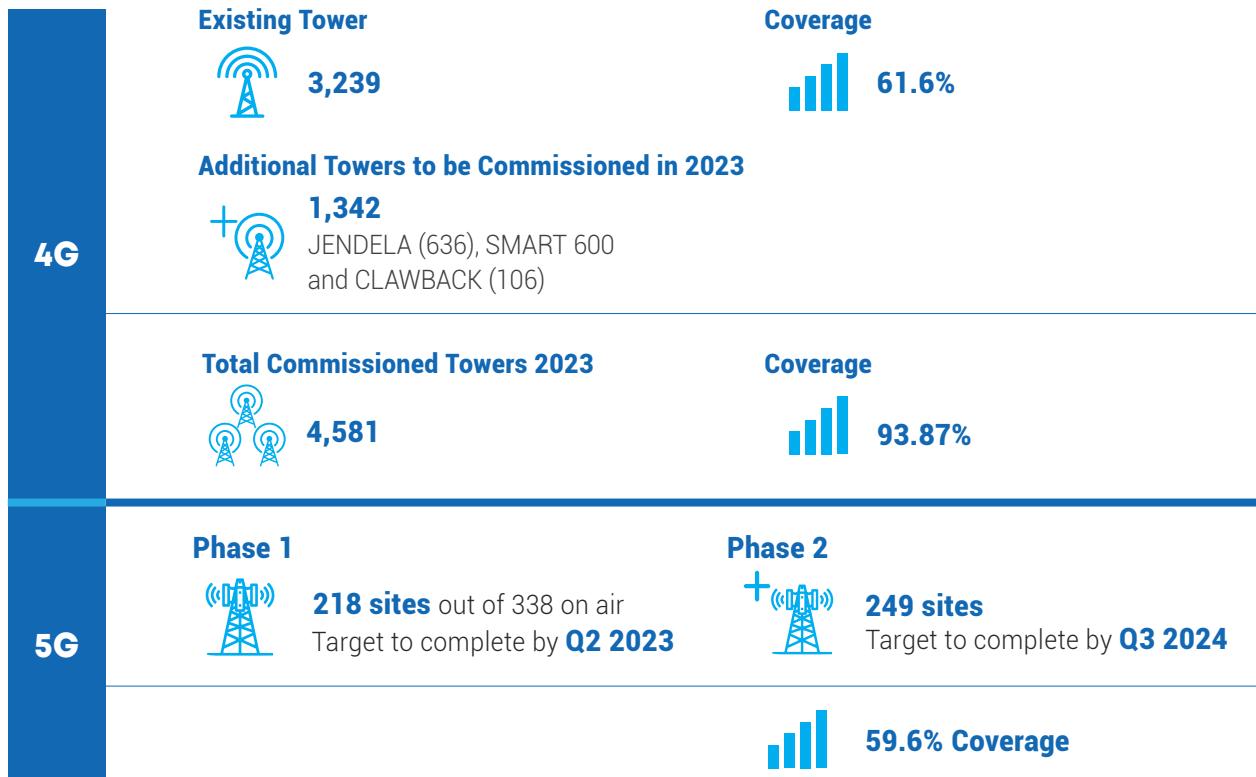 4G
Existing Tower
3,239
Coverage
61.6%
Additional Towers to be Commissioned in 2023
1,342
JENDELA (636), SMART 600
and CLAWBACK (106)
Total Commissioned Towers 2023
4,581
Coverage
93.87%
5G
Phase 1
218 sites out of 338 on air
Target to complete by Q2 2023
Phase 2
249 sites
Target to complete by Q3 2024
59.6% Coverage